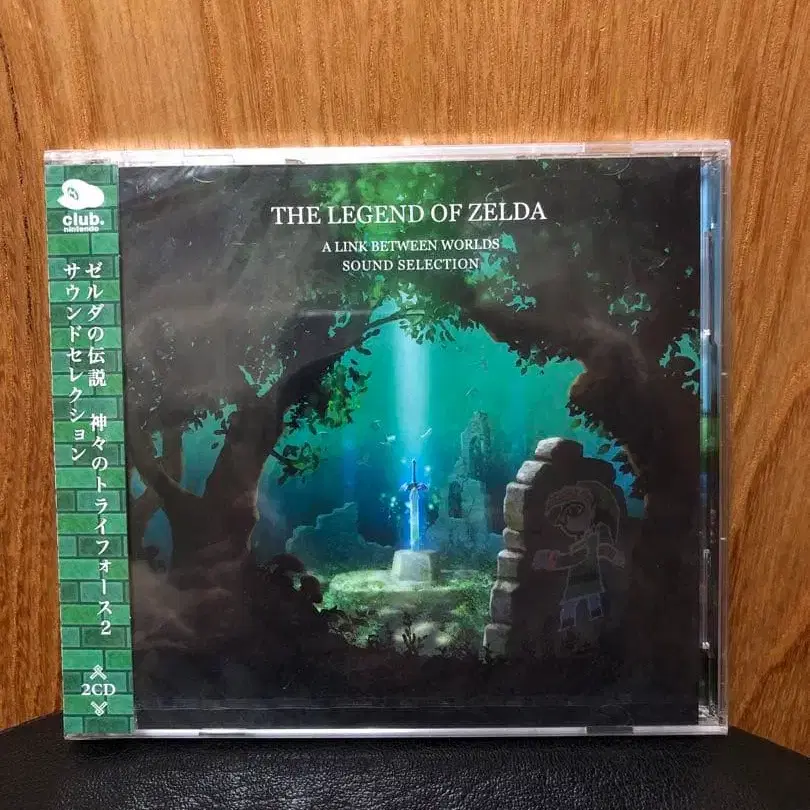 club.
nintendo
ゼルダの伝説 神々のトライフォース2
サウンドセレクション
2CD
THE LEGEND OF ZELDA
A LINK BETWEEN WORLDS
SOUND SELECTION